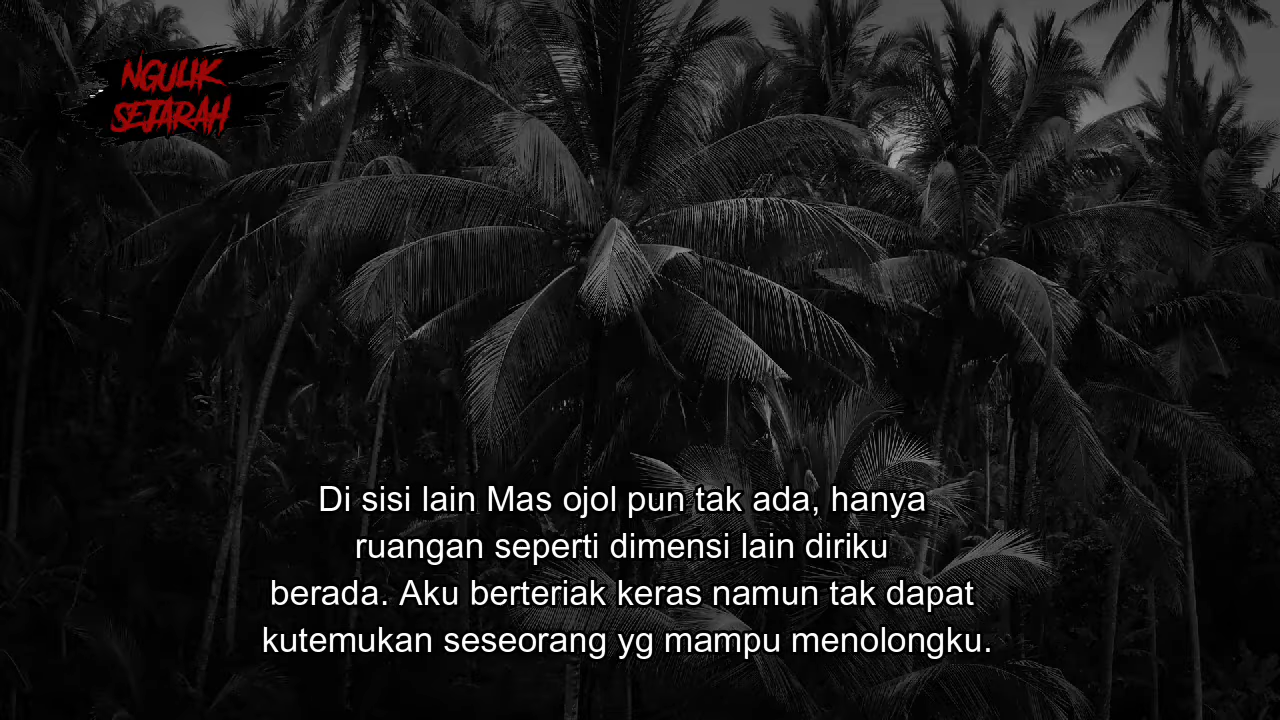 NGULIK
SEJARAH
Di sisi lain Mas ojol pun tak ada, hanya
ruangan seperti dimensi lain diriku
berada. Aku berteriak keras namun tak dapat
kutemukan seseorang yg mampu menolongku.